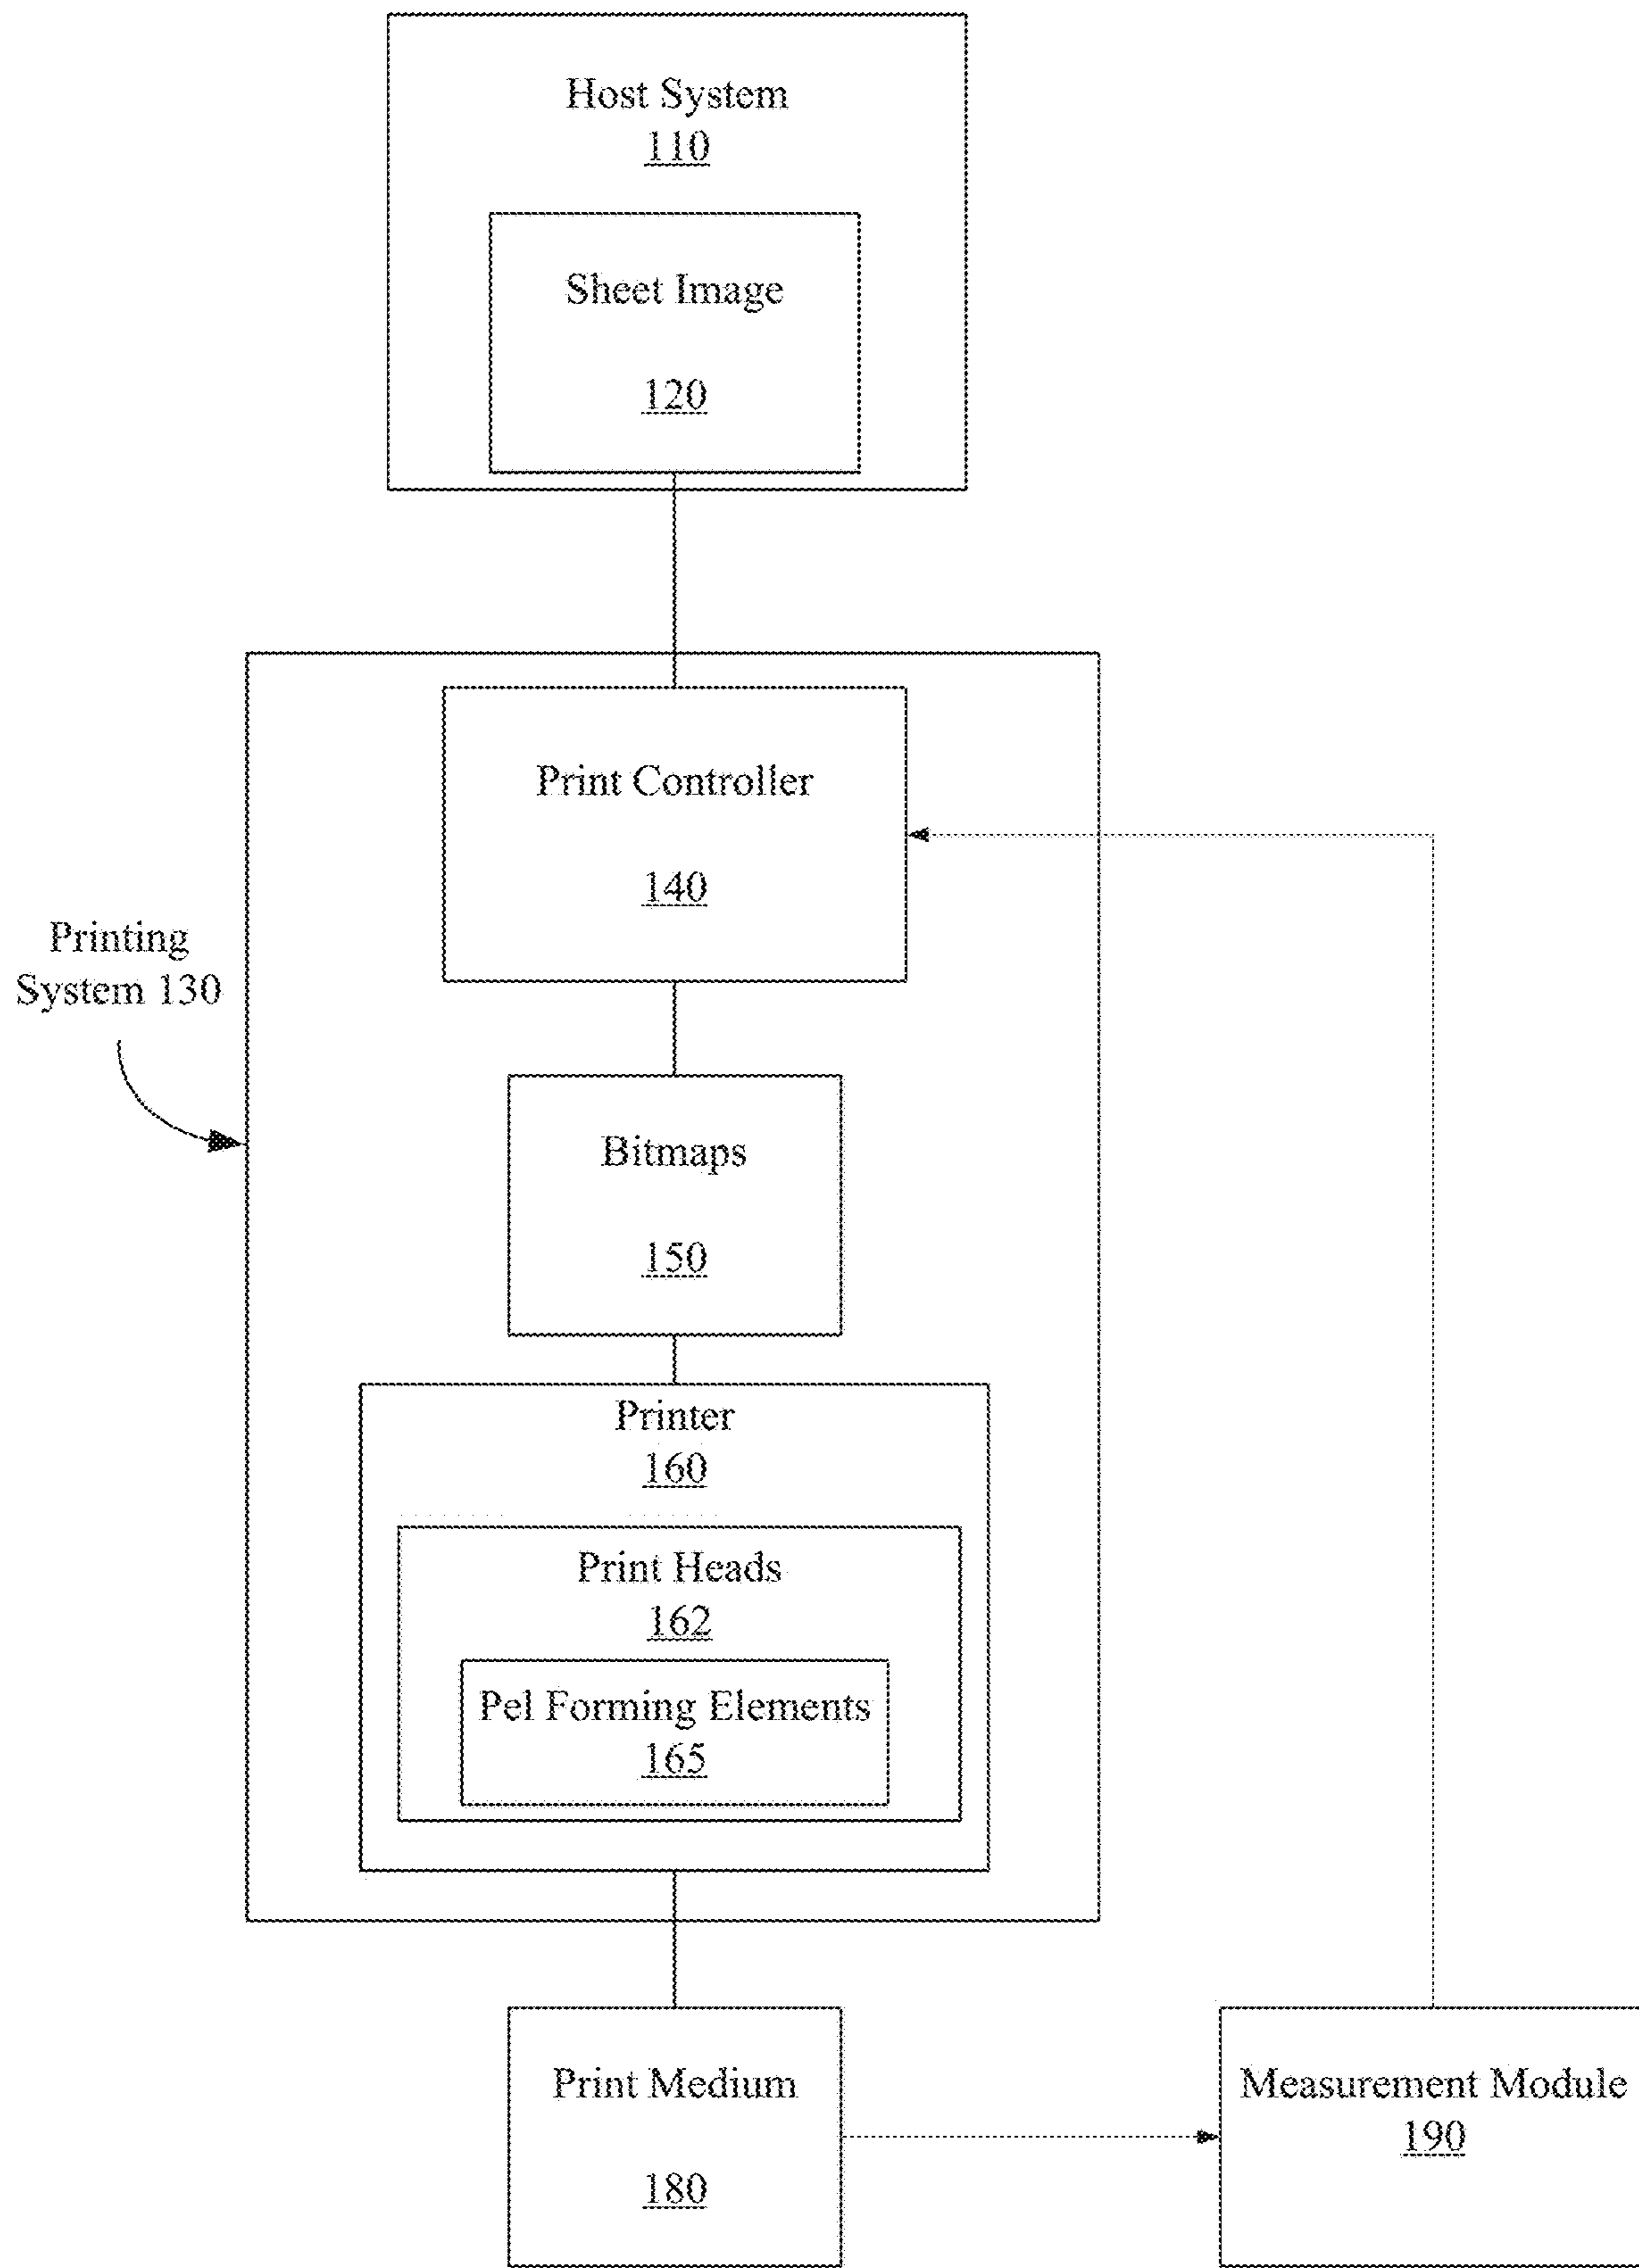 Host System
110
Sheet Image
120
Print Controller
140
Printing
System 130
Bitmaps
150
Printer
160
Print Heads
162
Pel Forming Elements
165
Print Medium
180
Measurement Module
190